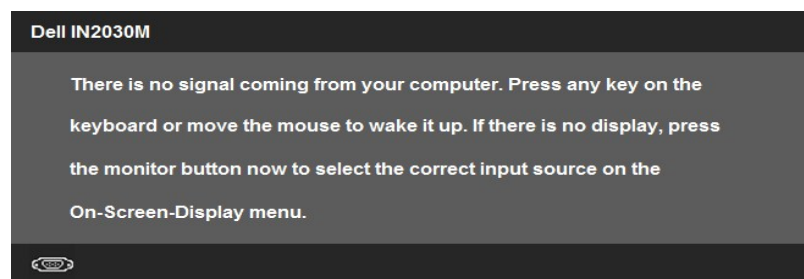 Dell IN2030M
There is no signal coming from your computer. Press any key on the
keyboard or move the mouse to wake it up. If there is no display, press
the monitor button now to select the correct input source on the
On-Screen-Display menu.